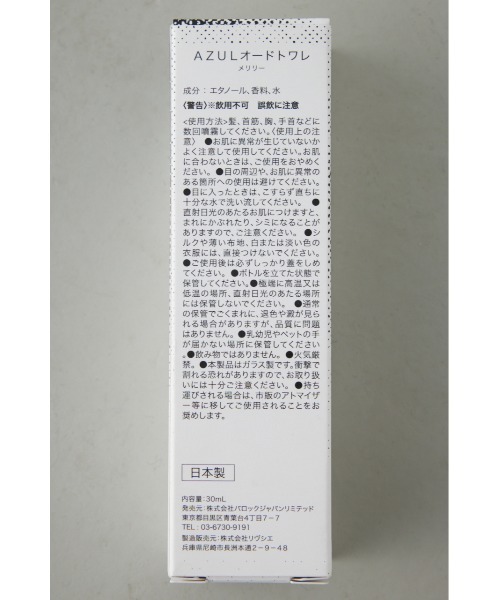 AZULオードトワレ
メリリー
成分：エタノール、香料、水
〈警告〉※飲用不可　誤飲に注意
<使用方法>髪、首筋、胸、手首などに
数回噴霧してください。〈使用上の注
意〉 ●お肌に異常が生じていないか
よく注意して使用してください。お肌
に合わないときは、ご使用をおやめく
ださい。●目の周辺や、お肌に異常のあ
る箇所への使用は避けてください。
●目に入ったときは、こすらず直ちに
十分な水で洗い流してください。 ●
直射日光のあたるお肌につけますと、
まれにかぶれたり、シミになることが
ありますので、ご注意ください。 ●シ
ルクや薄い布地、白または淡い色の
衣服には、直接つけないでください。
●ご使用後は必ずしっかり蓋をしめ
てください。 ●ボトルを立てた状態で
保管してください。●極端に高温又は
低温の場所、直射日光のあたる場所
には保管しないでください。 ●通常
の保管でごくまれに、退色や澱が見ら
れる場合がありますが、品質に問題
はありません。●乳幼児やペットの手
が届かない場所に保管してくださ
い。●飲み物ではありません。●火気厳
禁。●本製品はガラス製です。衝撃で
割れる恐れがありますので、お取り扱
いには十分ご注意ください。 ●持ち
運びされる場合は、市販のアトマイザ
ー等に移してご使用されることをお
奨めします。
日本製
内容量：30mL
発売元：株式会社バロックジャパンリミテッド
東京都目黒区青葉台4丁目7－7
TEL：03-6730-9191
製造販売元：株式会社リヴシエ
兵庫県尼崎市長洲本通2－9－48